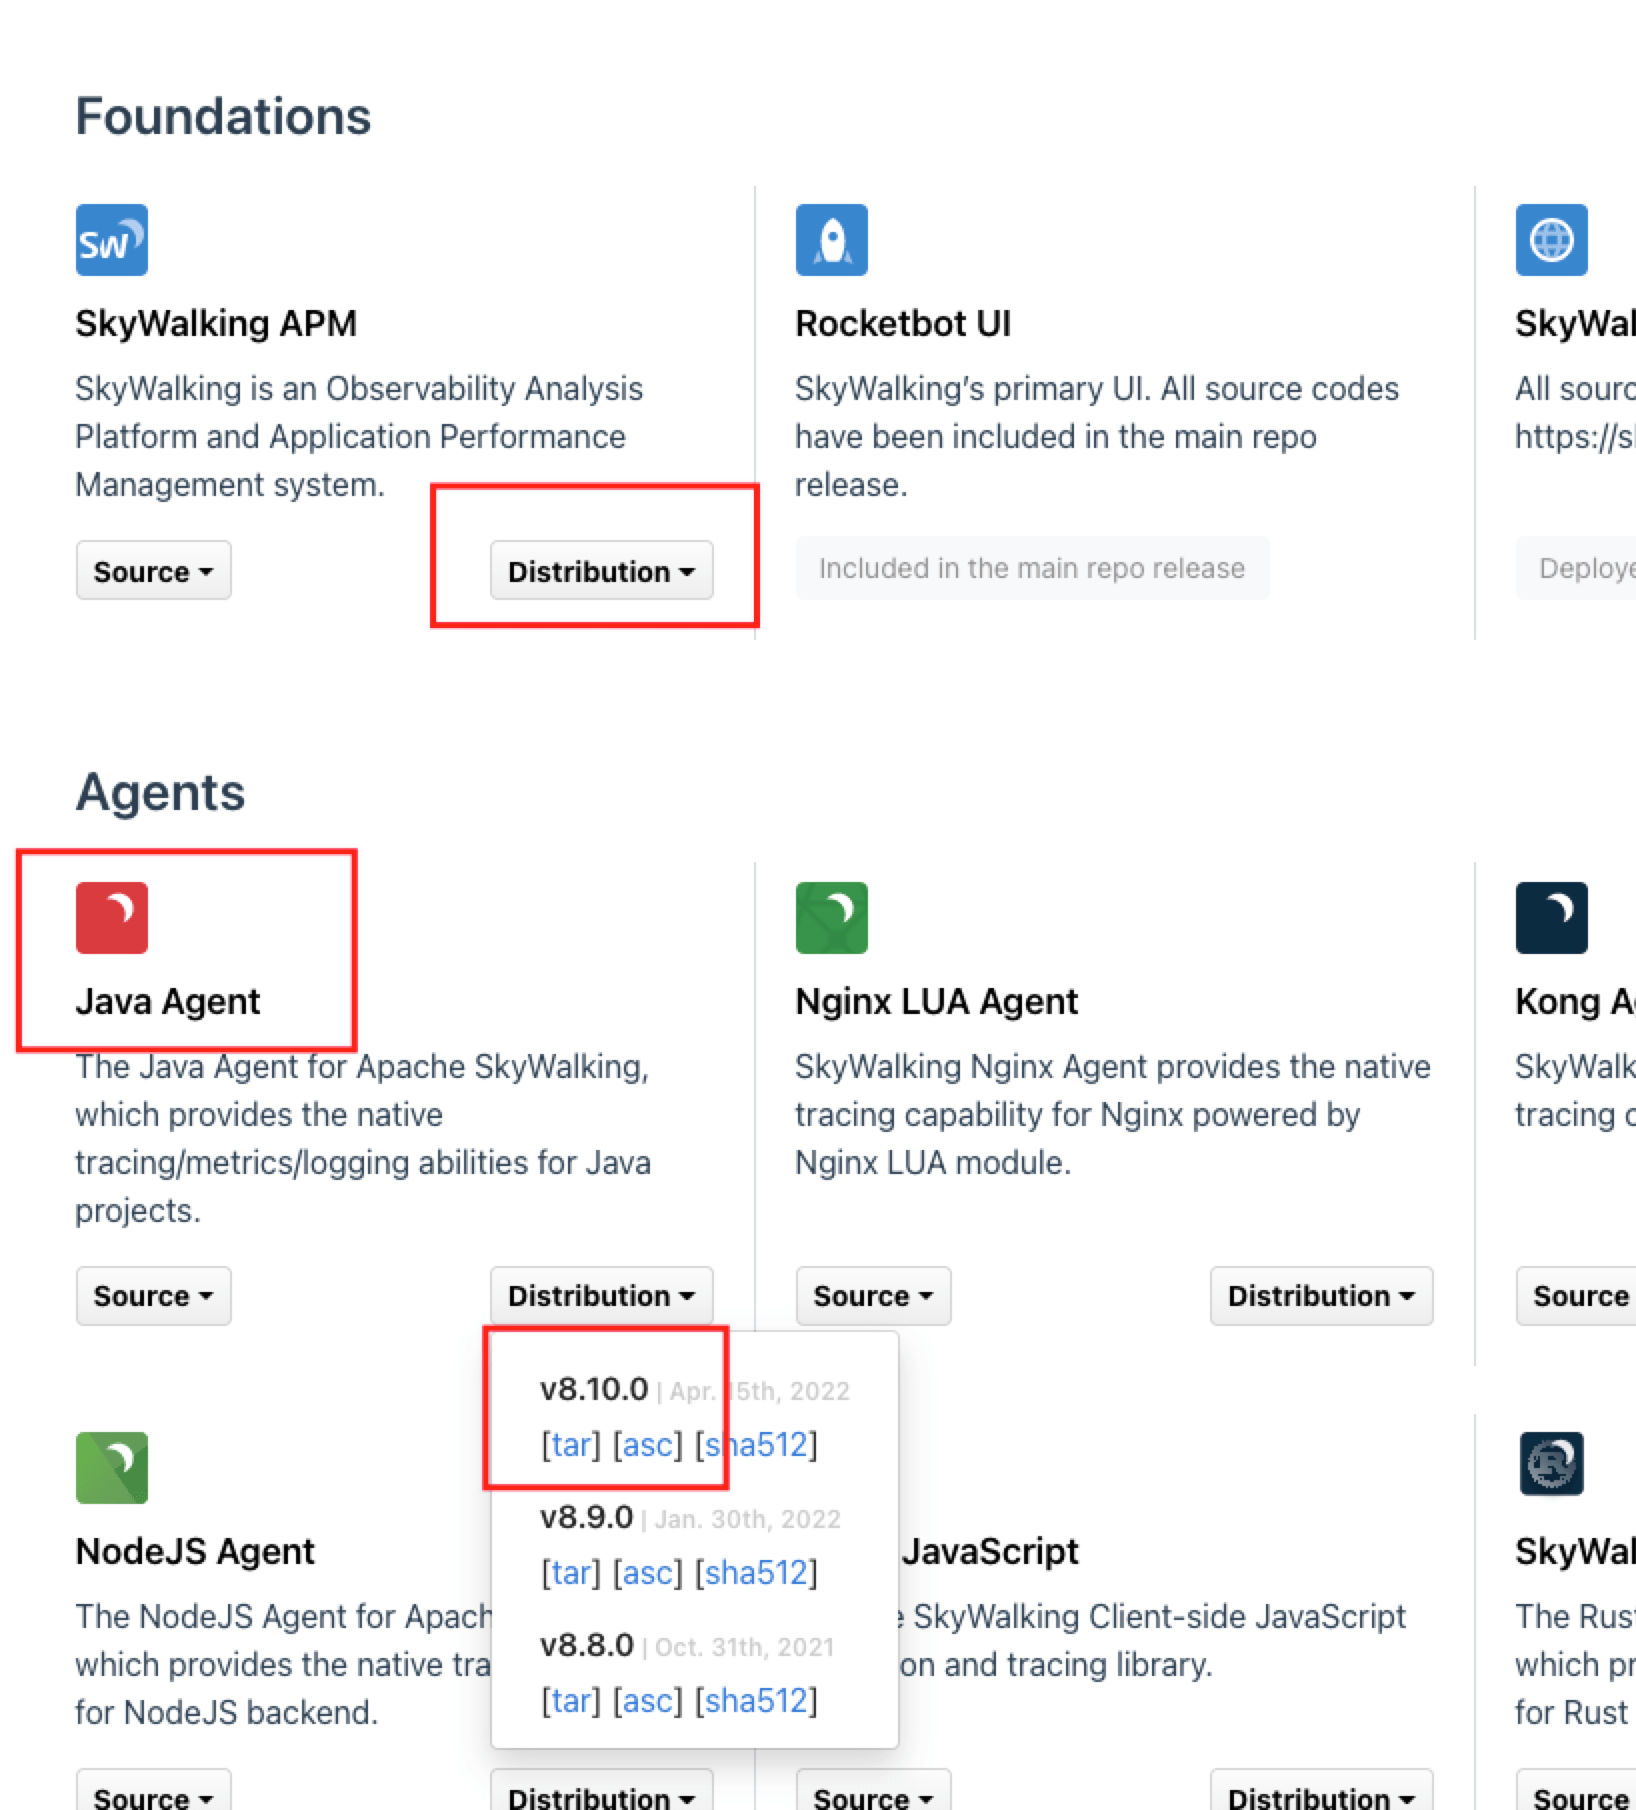 Foundations
SW
SkyWalking APM
SkyWalking is an Observability Analysis
Platform and Application Performance
Management system.
Source
Distribution
Rocketbot UI
SkyWalking's primary UI. All source codes
have been included in the main repo
release.
Included in the main repo release
SkyWal
All sourc
https://s
Deploye
Agents
Java Agent
The Java Agent for Apache SkyWalking,
which provides the native
tracing/metrics/logging abilities for Java
projects.
Source
Distribution
v8.10.0 | Apr. 15th, 2022
[tar] [asc] [sha512]
v8.9.0 | Jan. 30th, 2022
[tar] [asc] [sha512]
v8.8.0 | Oct. 31th, 2021
[tar] [asc] [sha512]
Nginx LUA Agent
SkyWalking Nginx Agent provides the native
tracing capability for Nginx powered by
Nginx LUA module.
Source
Distribution
Kong A
SkyWalk
tracing
Source
NodeJS Agent
The NodeJS Agent for Apach
which provides the native tra
for NodeJS backend.
Source
Distribution
JavaScript
SkyWalking Client-side JavaScript
on and tracing library.
Source
Distribution
R
SkyWal
The Rus
which pr
for Rust
Source